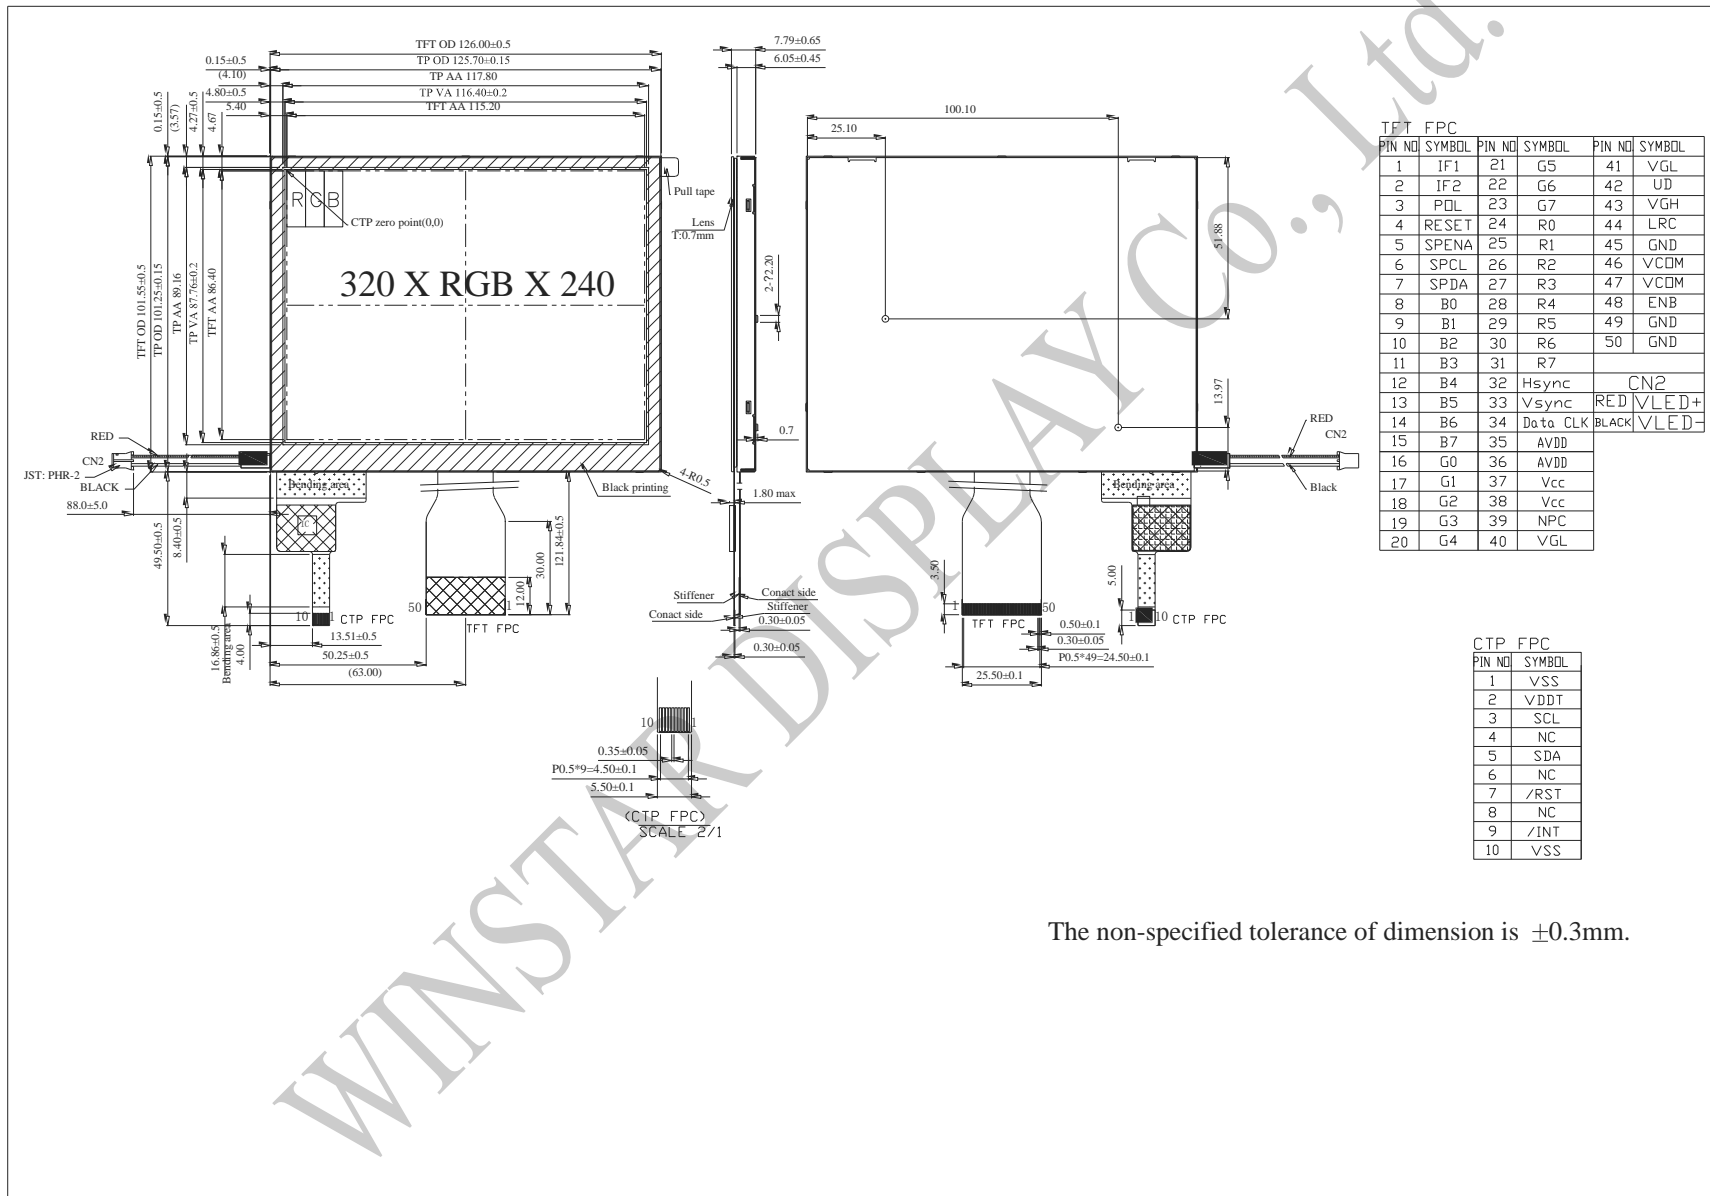 TFT OD 126.00±0.5
0.15±0.5
TP OD 125.70±0.15
(4.10)
TP AA 117.80
4.80±0.5
TP VA 116.40±0.2
5.40
TFT AA 115.20
0.15±0.5
(3.57)
4.27±0.5
4.67
TFT OD 101.55±0.5
TP OD 101.25±0.15
TP AA 89.16
TP VA 87.76±0.2
TFT AA 86.40
RGB
CTP zero point(0,0)
320 X RGB X 240
Pull tape
Lens
T:0.7mm
RED
CN2
JST: PHR-2
BLACK
88.0±5.0
Bending area
IC
Black printing
4-R0.5
49.50±0.5
8.40±0.5
16.86±0.5
Bending area
4.00
10 1 CTP FPC
50 1
TFT FPC
12.00
30.00
121.84±0.5
13.51±0.5
50.25±0.5
(63.00)
7.79±0.65
6.05±0.45
2-?2.20
0.7
1.80 max
Stiffener
Conact side
Conact side
Stiffener
0.30±0.05
0.30±0.05
100.10
25.10
51.88
13.97
RED
CN2
Black
Bending area
3.50
5.00
1 50
TFT FPC
1 10 CTP FPC
0.50±0.1
0.30±0.05
P0.5*49=24.50±0.1
25.50±0.1
10 1
0.35±0.05
P0.5*9=4.50±0.1
5.50±0.1
(CTP FPC)
SCALE 2/1
TFT FPC
PIN NO SYMBOL PIN NO SYMBOL PIN NO SYMBOL
1 IF1 21 G5 41 VGL
2 IF2 22 G6 42 UD
3 POL 23 G7 43 VGH
4 RESET 24 R0 44 LRC
5 SPENA 25 R1 45 GND
6 SPCL 26 R2 46 VCOM
7 SPDA 27 R3 47 VCOM
8 B0 28 R4 48 ENB
9 B1 29 R5 49 GND
10 B2 30 R6 50 GND
11 B3 31 R7
12 B4 32 Hsync CN2
13 B5 33 Vsync RED VLED+
14 B6 34 Data CLK BLACK VLED-
15 B7 35 AVDD
16 G0 36 AVDD
17 G1 37 Vcc
18 G2 38 Vcc
19 G3 39 NPC
20 G4 40 VGL
CTP FPC
PIN NO SYMBOL
1 VSS
2 VDDT
3 SCL
4 NC
5 SDA
6 NC
7 /RST
8 NC
9 /INT
10 VSS
The non-specified tolerance of dimension is ±0.3mm.
WINSTAR DISPLAY Co., Ltd.